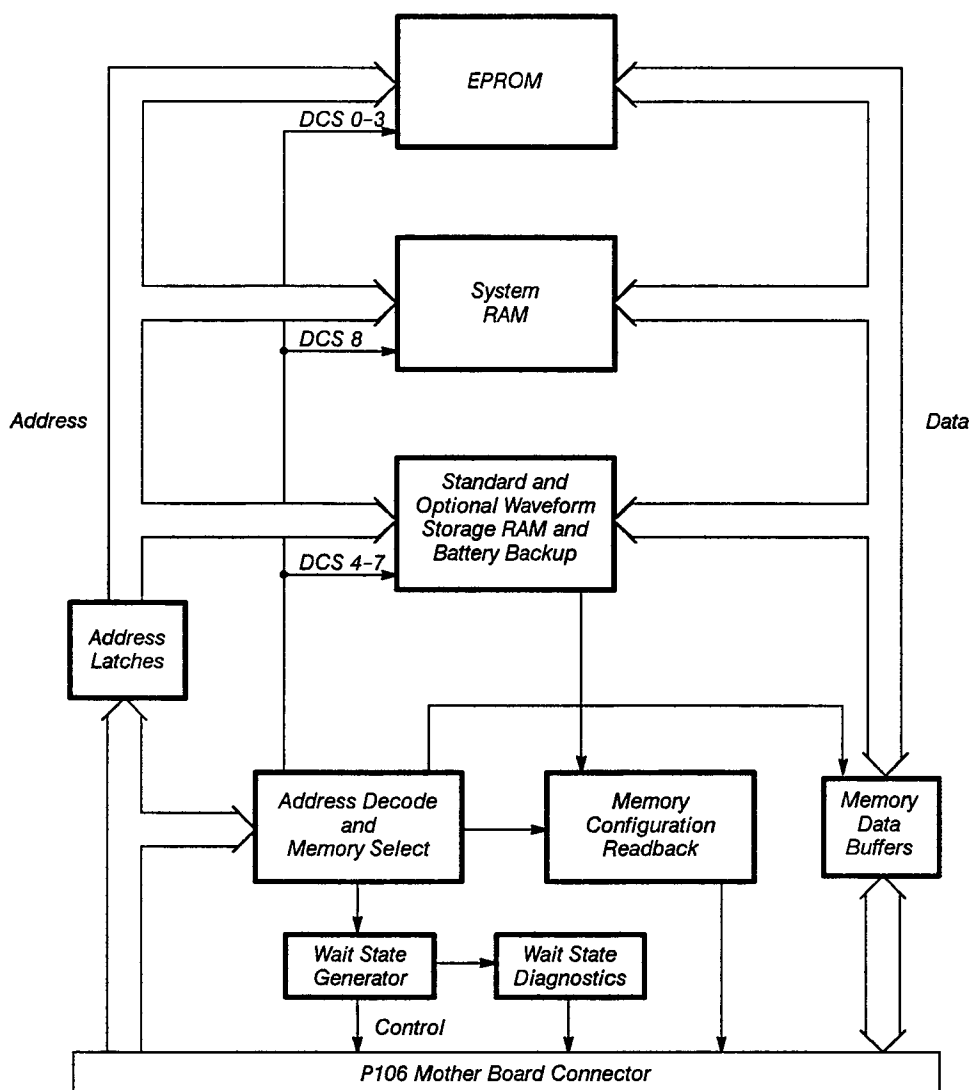 EPROM
DCS 0-3
System
RAM
DCS 8
Address
Data
Standard and
Optional Waveform
Storage RAM and
Battery Backup
DCS 4-7
Address
Latches
Address Decode
and
Memory Select
Memory
Configuration
Readback
Memory
Data
Buffers
Wait State
Generator
Wait State
Diagnostics
Control
P106 Mother Board Connector